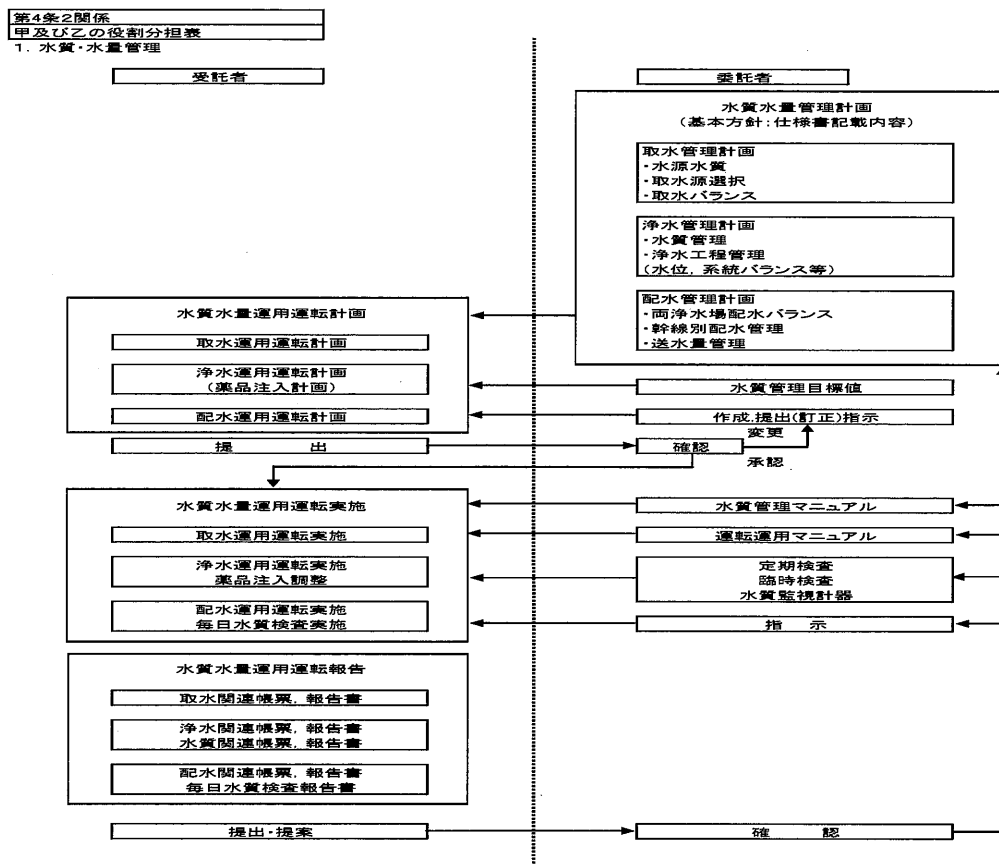 第4条2関係
甲及び乙の役割分担表
1. 水質・水量管理
受託者
委託者
水質水量管理計画
(基本方針:仕様書記載内容)
取水管理計画
・水源水質
・取水源選択
・取水バランス
浄水管理計画
・水質管理
・浄水工程管理
(水位, 系統バランス等)
配水管理計画
・両浄水場配水バランス
・幹線別配水管理
・送水量管理
水質水量運用運転計画
取水運用運転計画
浄水運用運転計画
(薬品注入計画)
配水運用運転計画
水質管理目標値
作成,提出(訂正)指示
提 出
確認
変更
承認
水質水量運用運転実施
取水運用運転実施
浄水運用運転実施
薬品注入調整
配水運用運転実施
毎日水質検査実施
水質管理マニュアル
運転運用マニュアル
定期検査
臨時検査
水質監視計器
指 示
水質水量運用運転報告
取水関連帳票, 報告書
浄水関連帳票, 報告書
水質関連帳票, 報告書
配水関連帳票, 報告書
毎日水質検査報告書
提出・提案
確 認